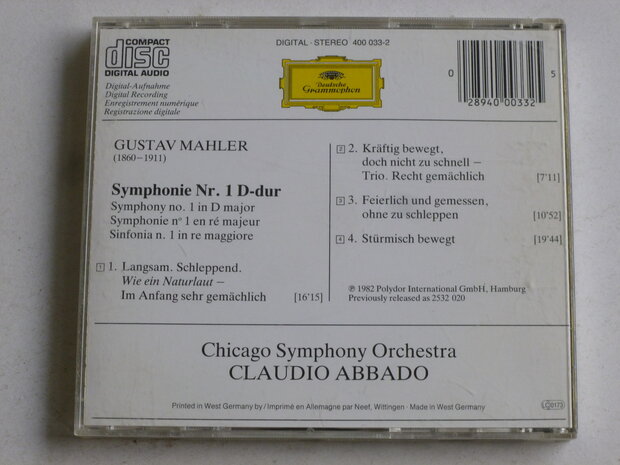 COMPACT
disc
DIGITAL AUDIO
Digital-Aufnahme
Digital Recording
Enregistrement numérique
Registrazione digitale
DIGITAL · STEREO 400 033-2
Deutsche
Grammophon
0 28940 00332 5
GUSTAV MAHLER
(1860–1911)
Symphonie Nr. 1 D-dur
Symphony no. 1 in D major
Symphonie nº 1 en ré majeur
Sinfonia n. 1 in re maggiore
1 1. Langsam. Schleppend.
Wie ein Naturlaut –
Im Anfang sehr gemächlich [16'15]
2 2. Kräftig bewegt,
doch nicht zu schnell –
Trio. Recht gemächlich [7'11]
3 3. Feierlich und gemessen,
ohne zu schleppen [10'52]
4 4. Stürmisch bewegt [19'44]
℗ 1982 Polydor International GmbH, Hamburg
Previously released as 2532 020
Chicago Symphony Orchestra
CLAUDIO ABBADO
Printed in West Germany by / Imprimé en Allemagne par Neef, Wittingen · Made in West Germany
LC 0173